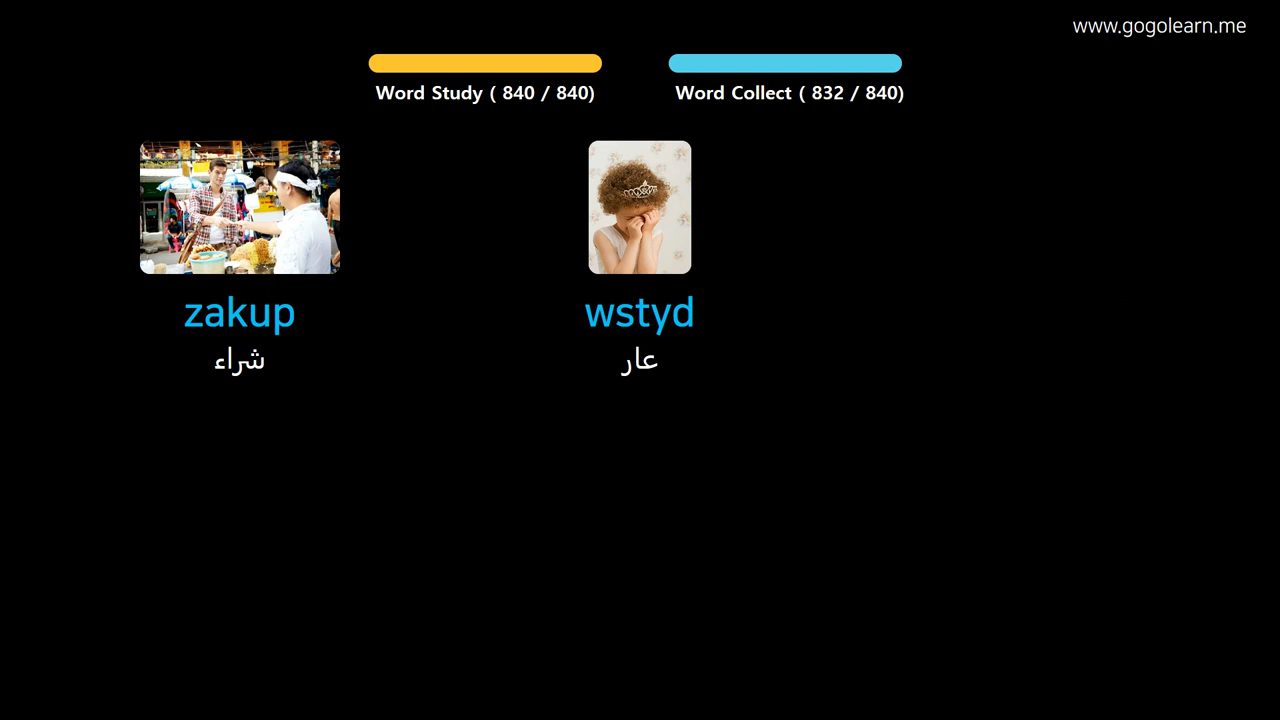 www.gogolearn.me
Word Study ( 840 / 840)
Word Collect ( 832 / 840)
zakup
wstyd
شراء
عار